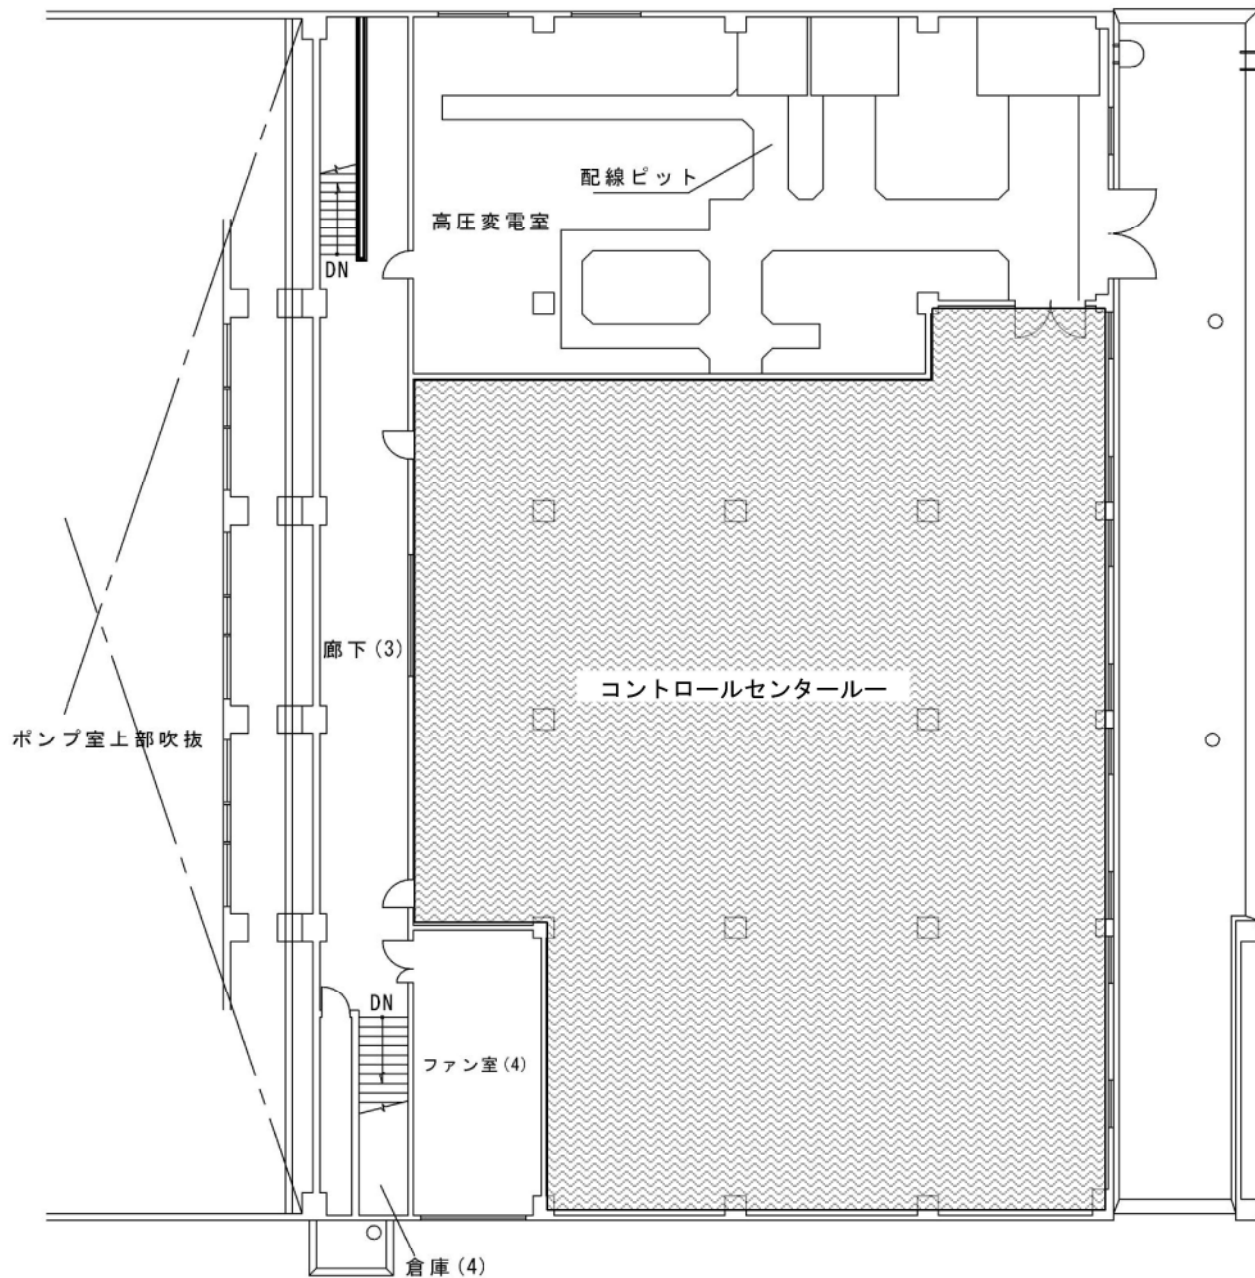 配線ピット
高圧変電室
DN
廊下(3)
コントロールセンタールー
ポンプ室上部吹抜
DN
ファン室(4)
倉庫(4)